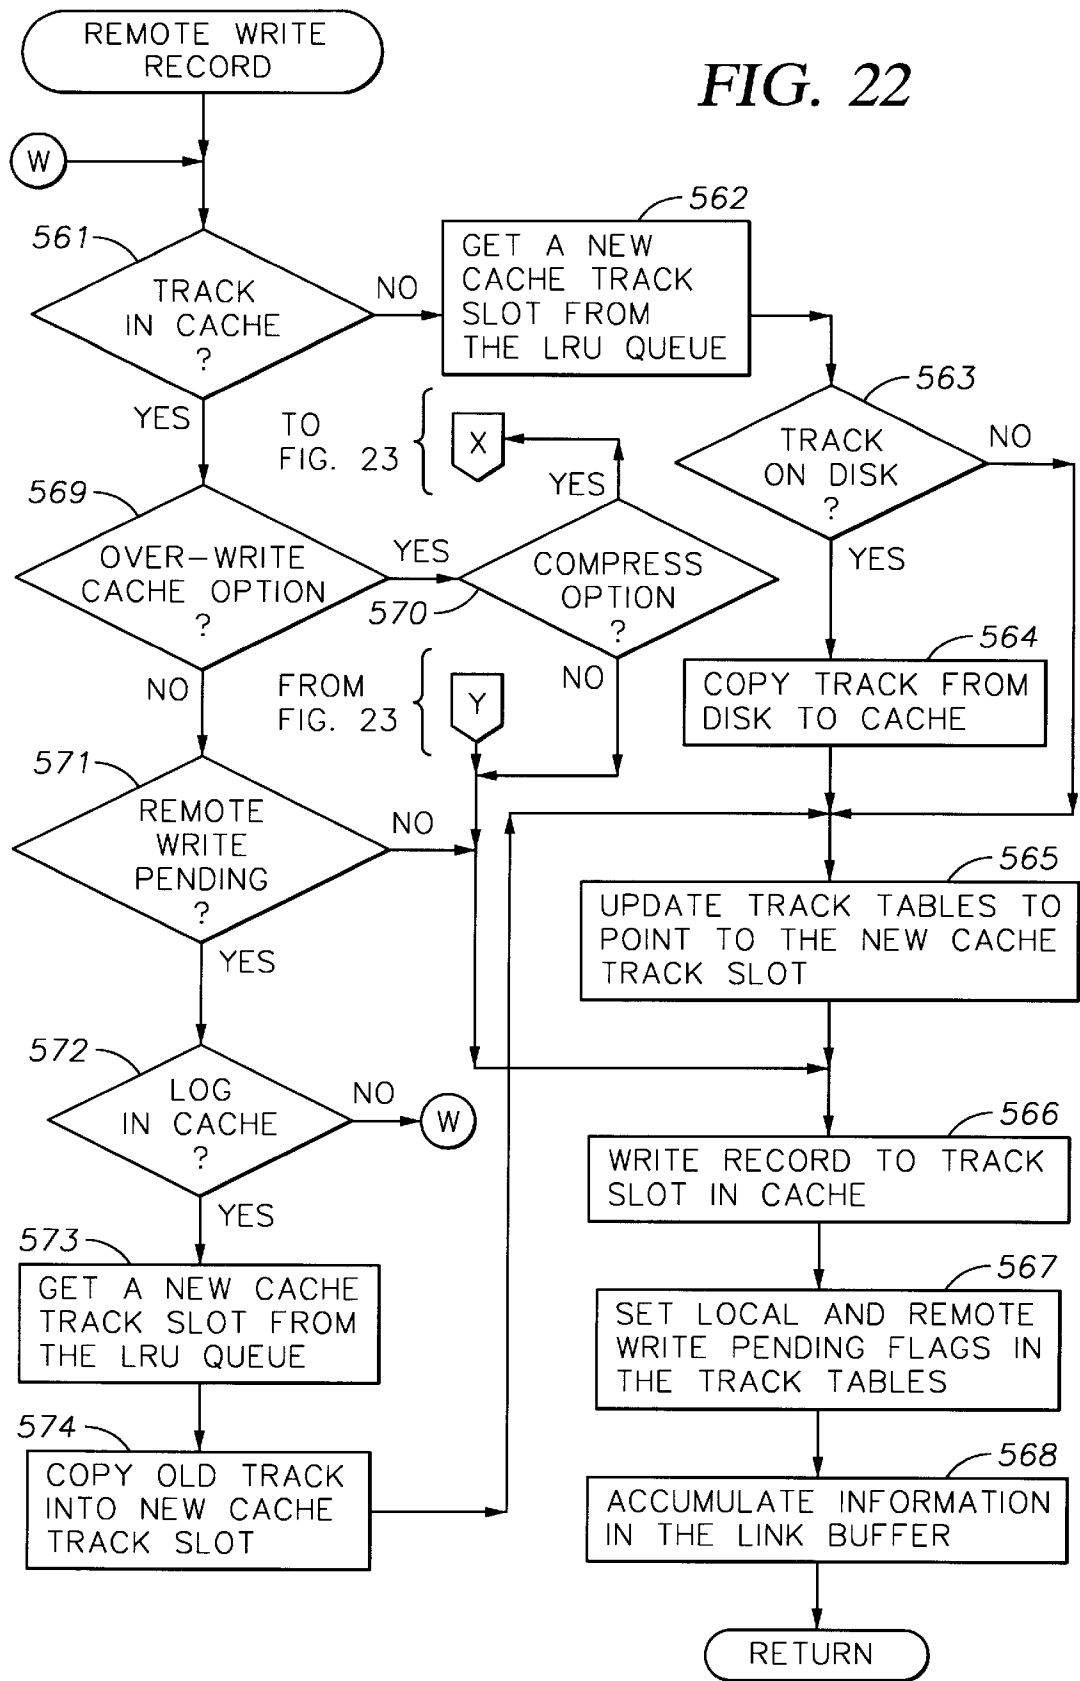 REMOTE WRITE
RECORD
FIG. 22
W
561
TRACK
IN CACHE
?
NO
YES
562
GET A NEW
CACHE TRACK
SLOT FROM
THE LRU QUEUE
563
TRACK
ON DISK
?
NO
YES
TO
FIG. 23
X
YES
569
OVER-WRITE
CACHE OPTION
?
YES
NO
570
COMPRESS
OPTION
?
NO
564
COPY TRACK FROM
DISK TO CACHE
FROM
FIG. 23
Y
571
REMOTE
WRITE
PENDING
?
NO
YES
565
UPDATE TRACK TABLES TO
POINT TO THE NEW CACHE
TRACK SLOT
572
LOG
IN CACHE
?
NO
W
YES
566
WRITE RECORD TO TRACK
SLOT IN CACHE
573
GET A NEW CACHE
TRACK SLOT FROM
THE LRU QUEUE
567
SET LOCAL AND REMOTE
WRITE PENDING FLAGS IN
THE TRACK TABLES
574
COPY OLD TRACK
INTO NEW CACHE
TRACK SLOT
568
ACCUMULATE INFORMATION
IN THE LINK BUFFER
RETURN